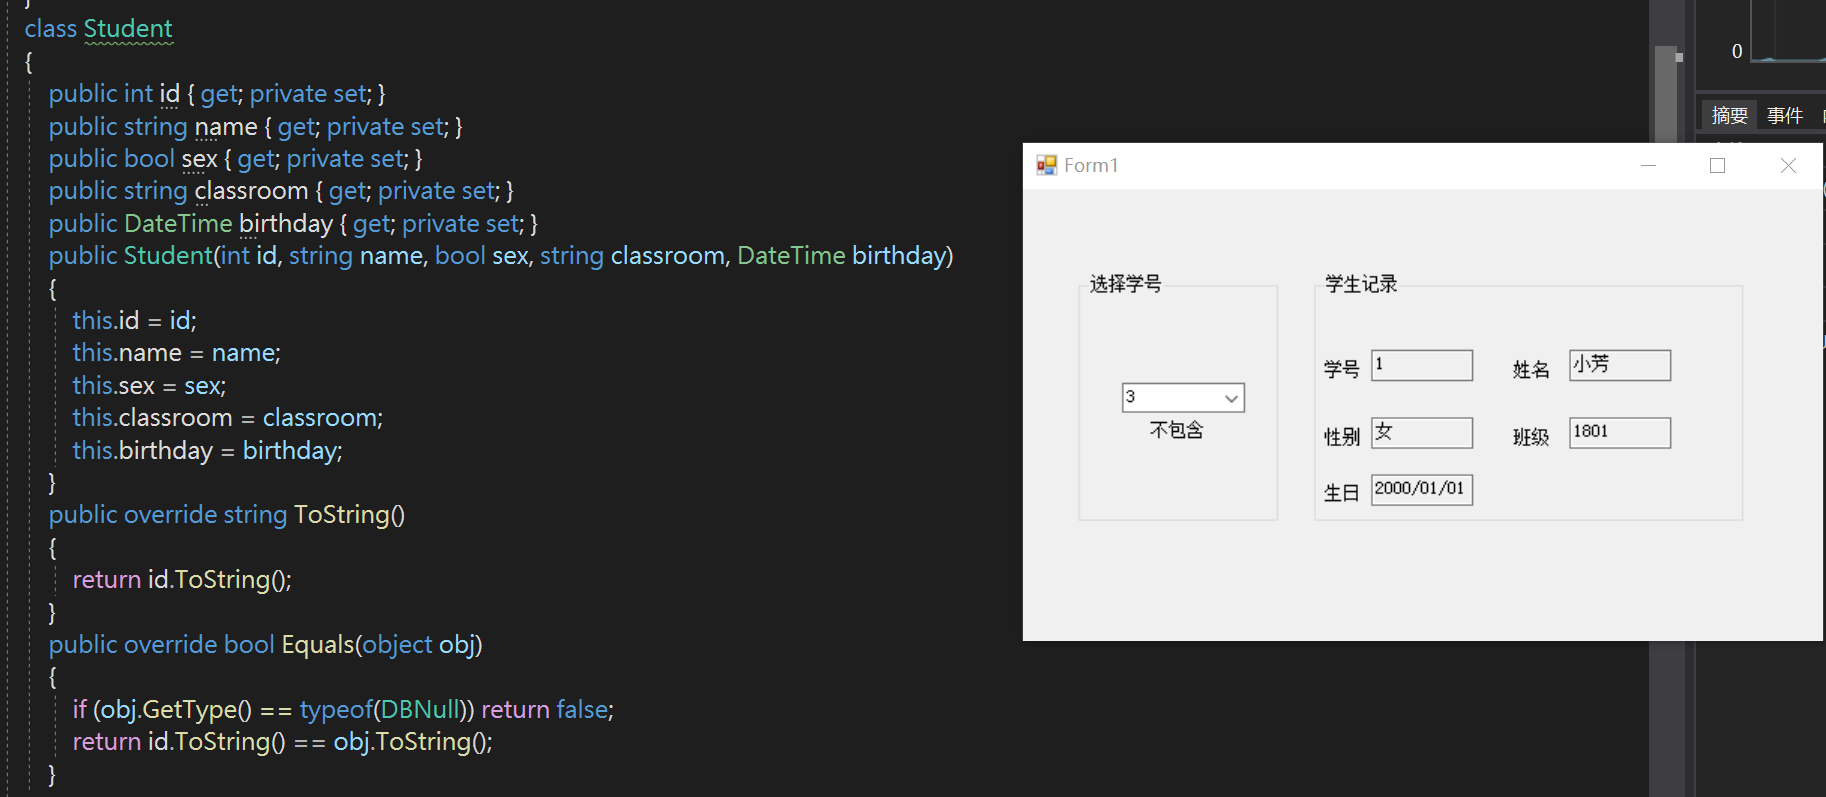 }
class Student
{
public int id { get; private set; }
public string name { get; private set; }
public bool sex { get; private set; }
public string classroom { get; private set; }
public DateTime birthday { get; private set; }
public Student(int id, string name, bool sex, string classroom, DateTime birthday)
{
this.id = id;
this.name = name;
this.sex = sex;
this.classroom = classroom;
this.birthday = birthday;
}
public override string ToString()
{
return id.ToString();
}
public override bool Equals(object obj)
{
if (obj.GetType() == typeof(DBNull)) return false;
return id.ToString() == obj.ToString();
}
0
摘要 事件
Form1
选择学号
3
不包含
学生记录
学号 1 姓名 小芳
性别 女 班级 1801
生日 2000/01/01